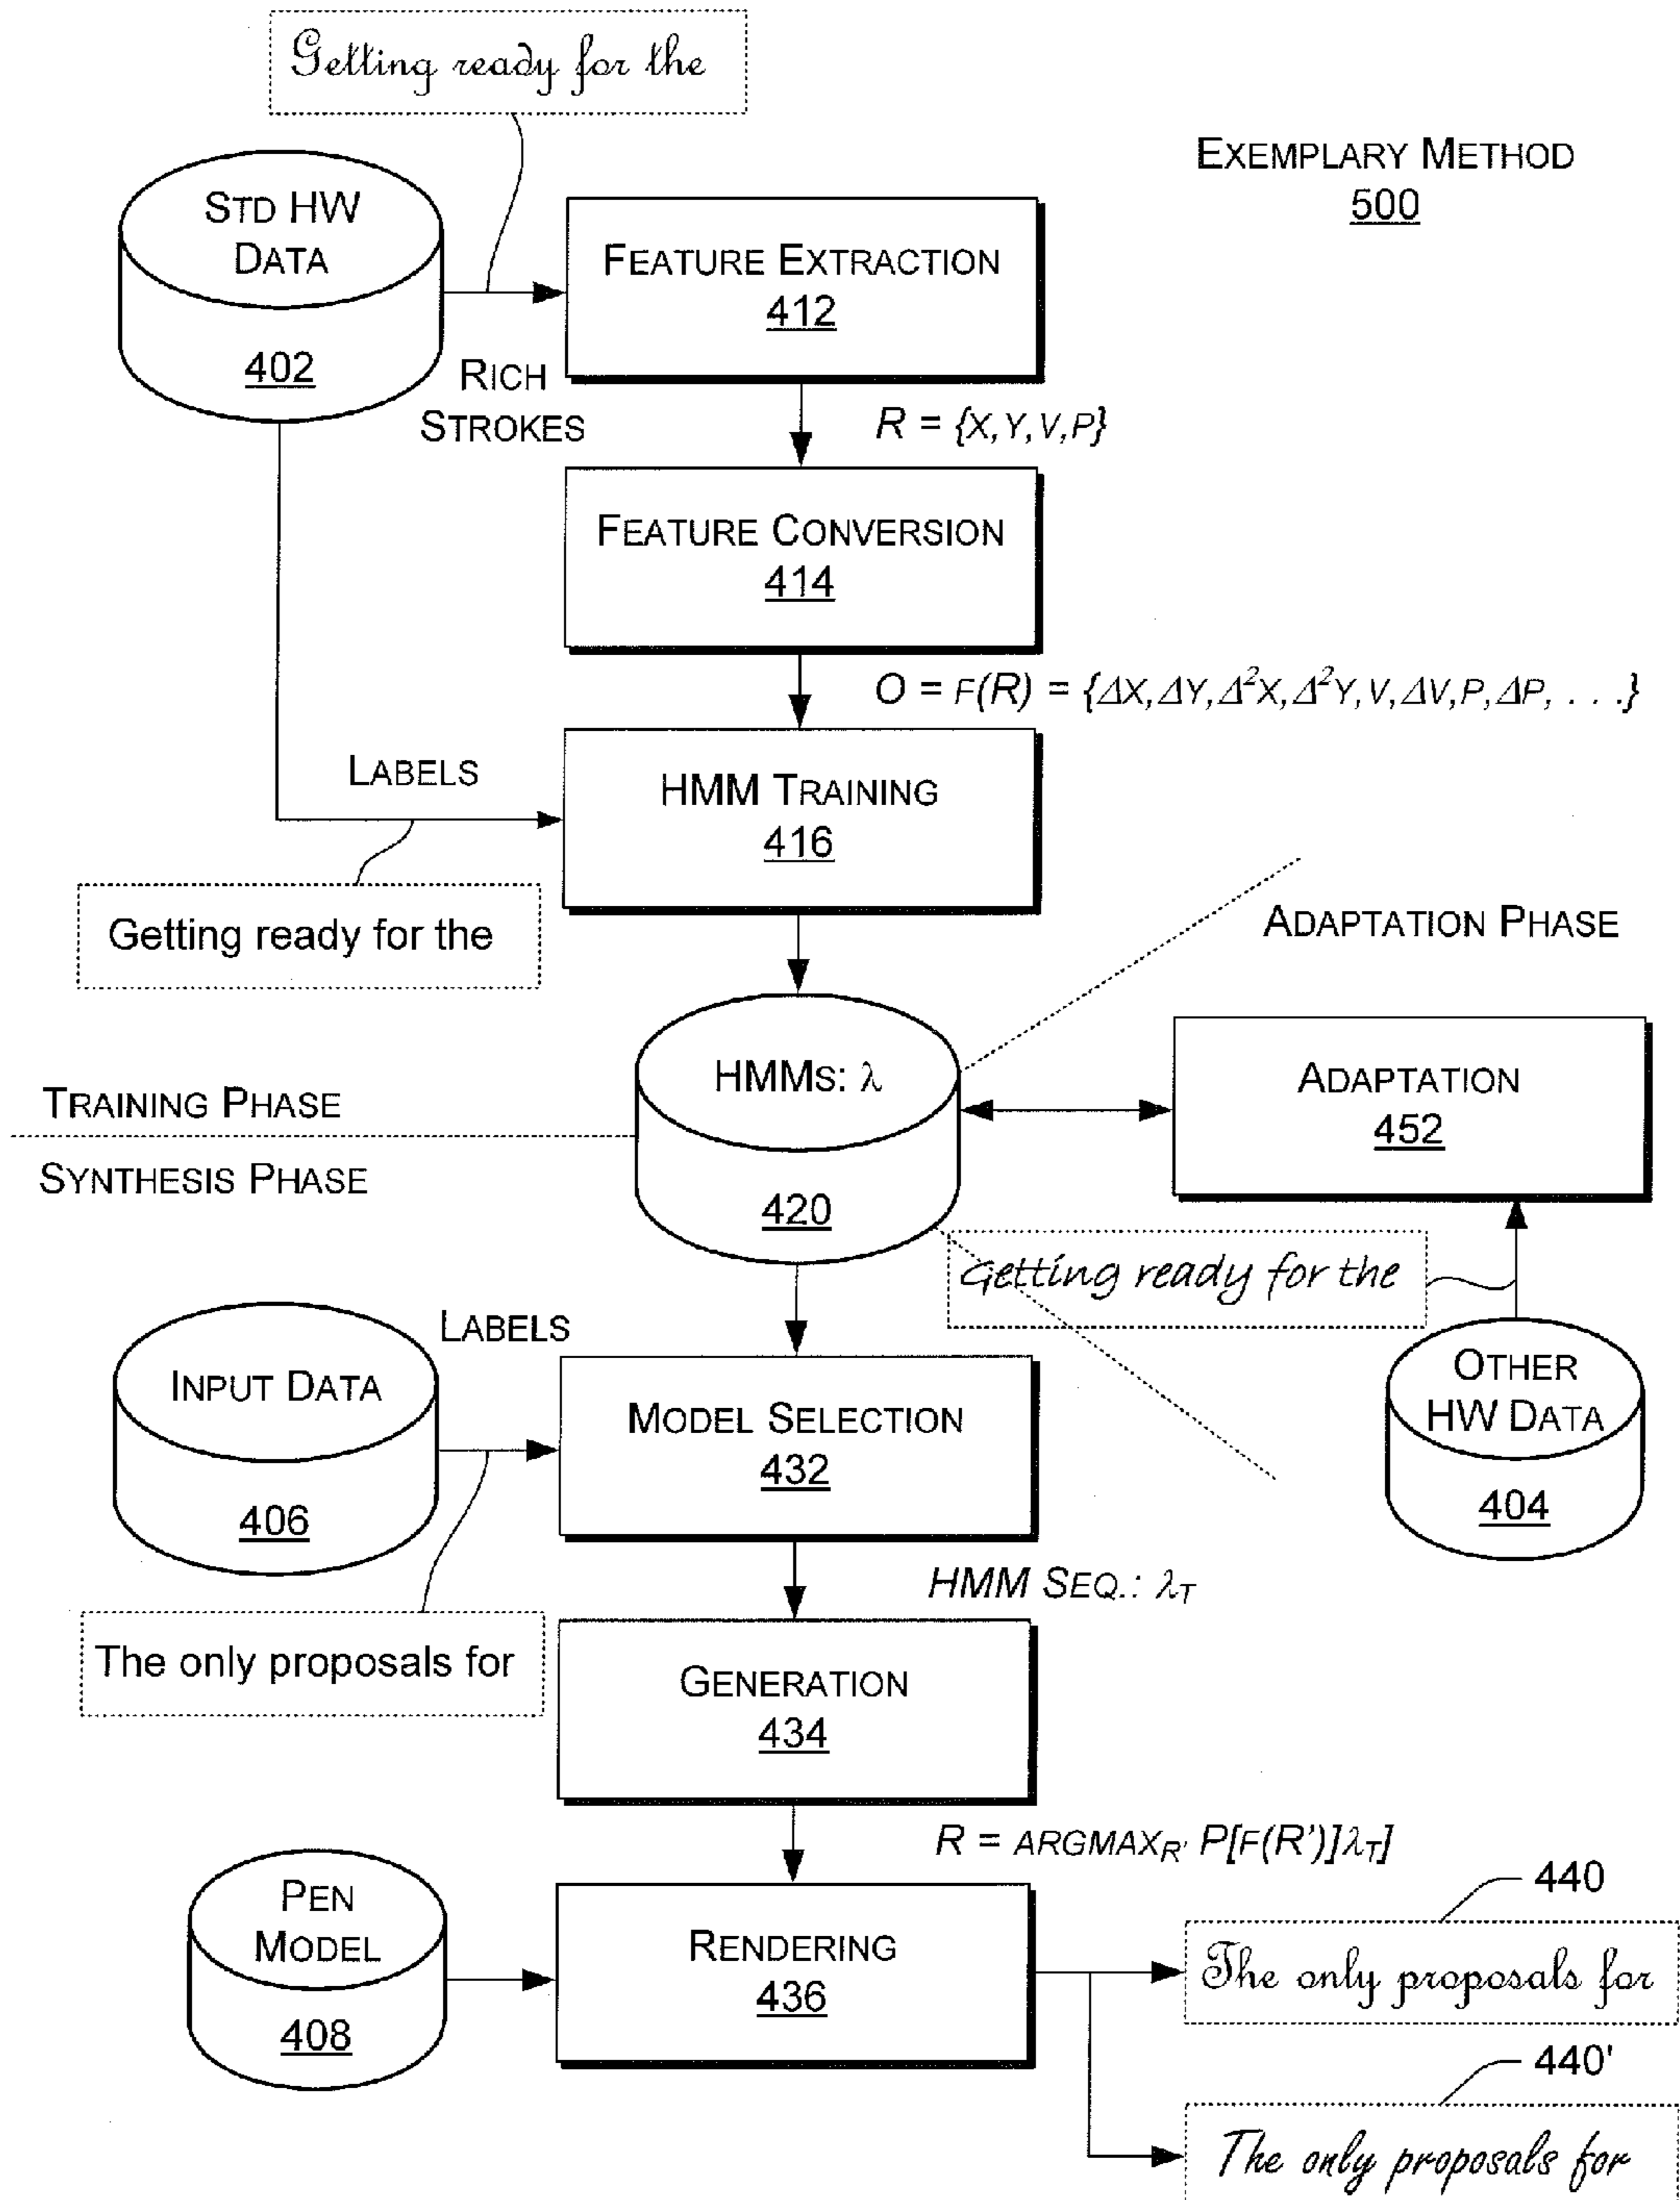 Getting ready for the
EXEMPLARY METHOD
500
STD HW
DATA
402
FEATURE EXTRACTION
412
RICH
STROKES
R = {X, Y, V, P}
FEATURE CONVERSION
414
O = F(R) = {ΔX, ΔY, Δ²X, Δ²Y, V, ΔV, P, ΔP, . . .}
LABELS
HMM TRAINING
416
Getting ready for the
ADAPTATION PHASE
HMMS: λ
420
ADAPTATION
452
TRAINING PHASE
SYNTHESIS PHASE
Getting ready for the
OTHER
HW DATA
404
INPUT DATA
406
LABELS
MODEL SELECTION
432
The only proposals for
HMM SEQ.: λT
GENERATION
434
R = ARGMAXR' P[F(R')]λT]
PEN
MODEL
408
RENDERING
436
440
The only proposals for
440'
The only proposals for